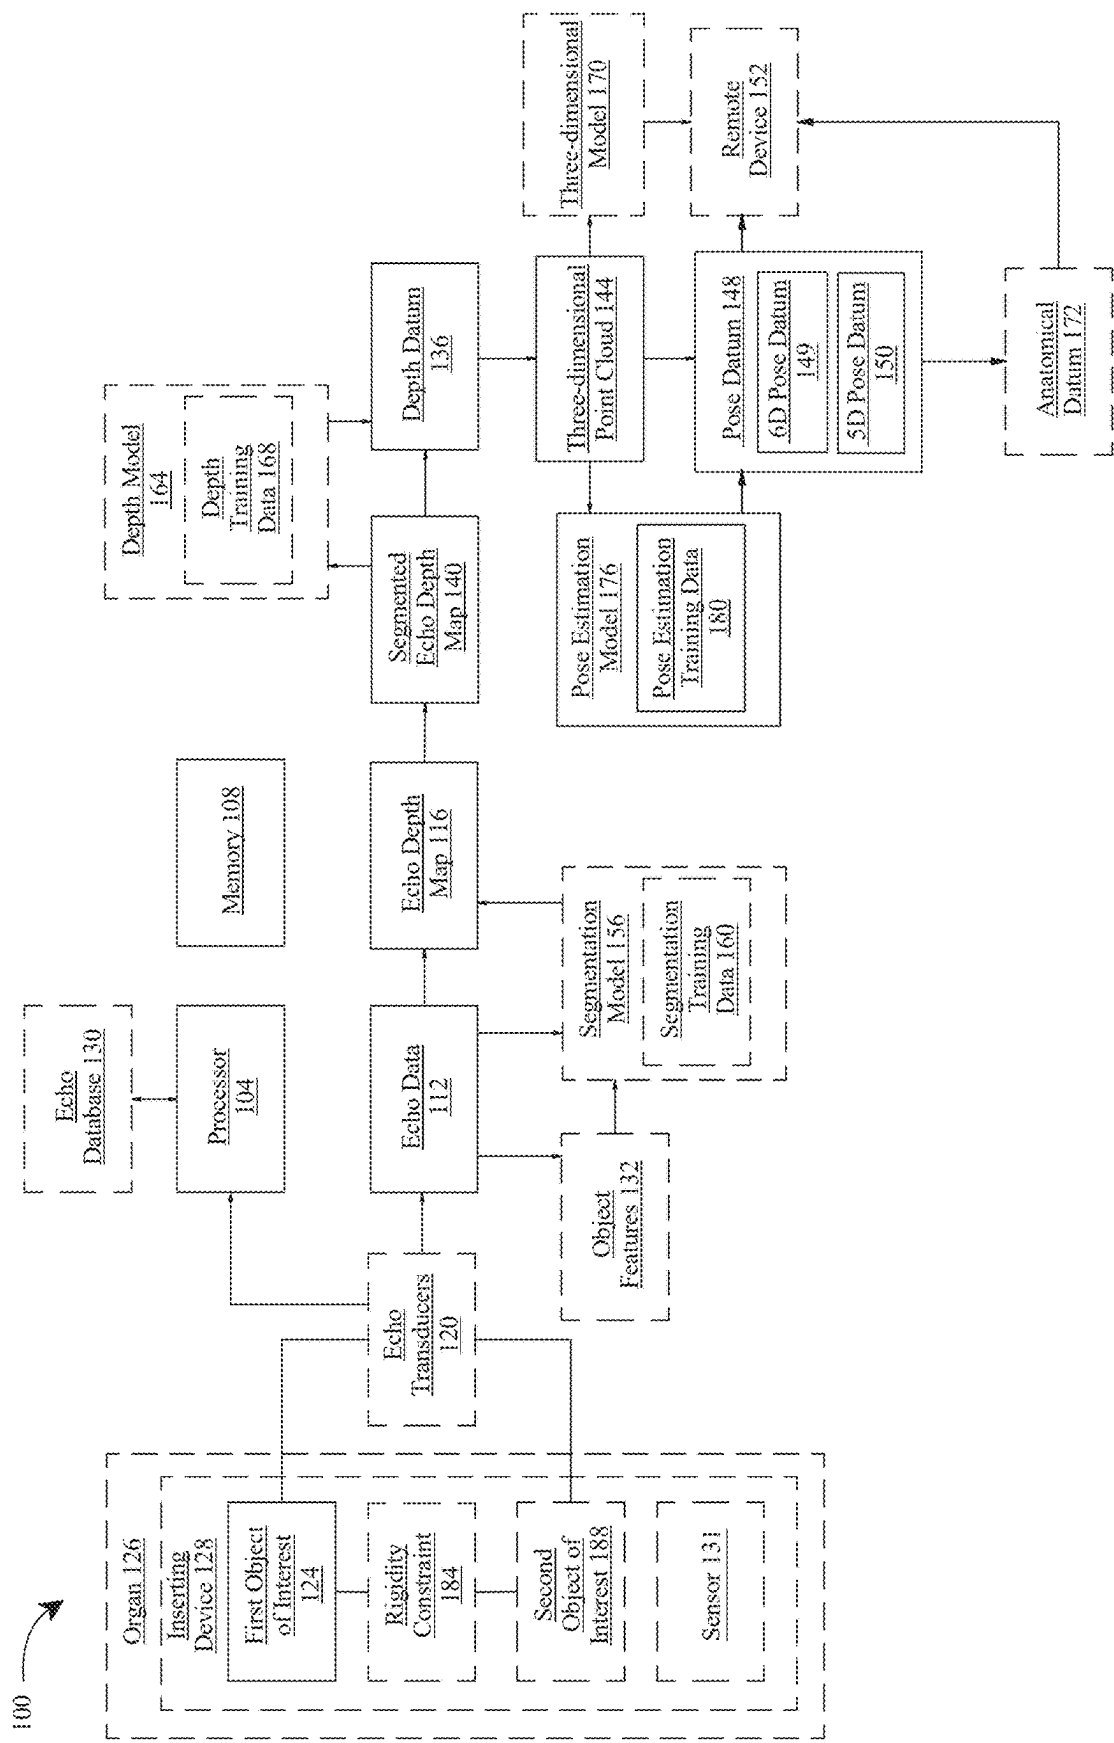 100
Organ 126
Inserting
Device 128
First Object
of Interest
124
Rigidity
Constraint
184
Second
Object of
Interest 188
Sensor 131
Echo
Transducers
120
Echo
Database 130
Processor
104
Memory 108
Echo Data
112
Object
Features 132
Echo Depth
Map 116
Segmentation
Model 156
Segmentation
Training
Data 160
Segmented
Echo Depth
Map 140
Depth Model
164
Depth
Training
Data 168
Depth Datum
136
Pose Estimation
Model 176
Pose Estimation
Training Data
180
Three-dimensional
Point Cloud 144
Three-dimensional
Model 170
Pose Datum 148
6D Pose Datum
149
5D Pose Datum
150
Remote
Device 152
Anatomical
Datum 172